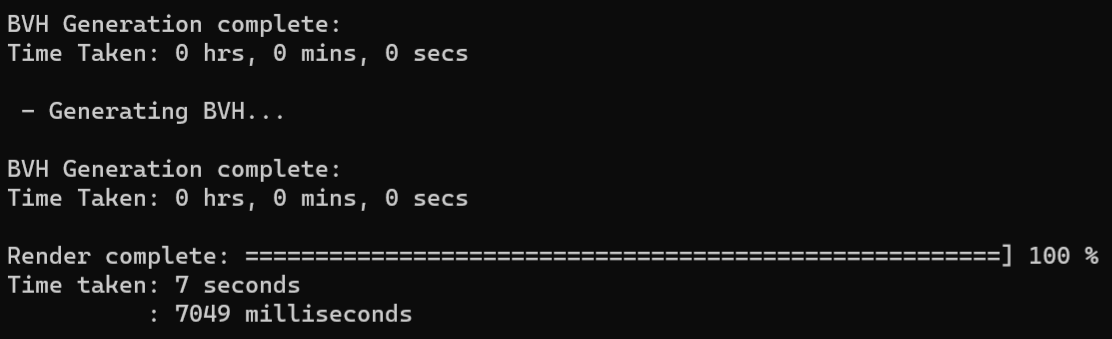 BVH Generation complete:
Time Taken: 0 hrs, 0 mins, 0 secs
- Generating BVH...
BVH Generation complete:
Time Taken: 0 hrs, 0 mins, 0 secs
Render complete: ======================================================] 100 %
Time taken: 7 seconds
: 7049 milliseconds